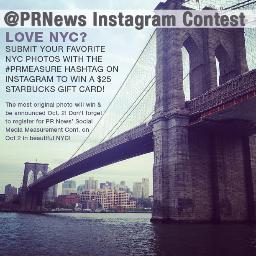 @PRNews Instagram Contest
LOVE NYC?
SUBMIT YOUR FAVORITE
NYC PHOTOS WITH THE
#PRMEASURE HASHTAG ON
INSTAGRAM TO WIN A $25
STARBUCKS GIFT CARD!
The most original photo will win &
be announced Oct. 2! Don't forget
to register for PR News' Social
Media Measurement Conf. on
Oct 2 in beautiful NYC!